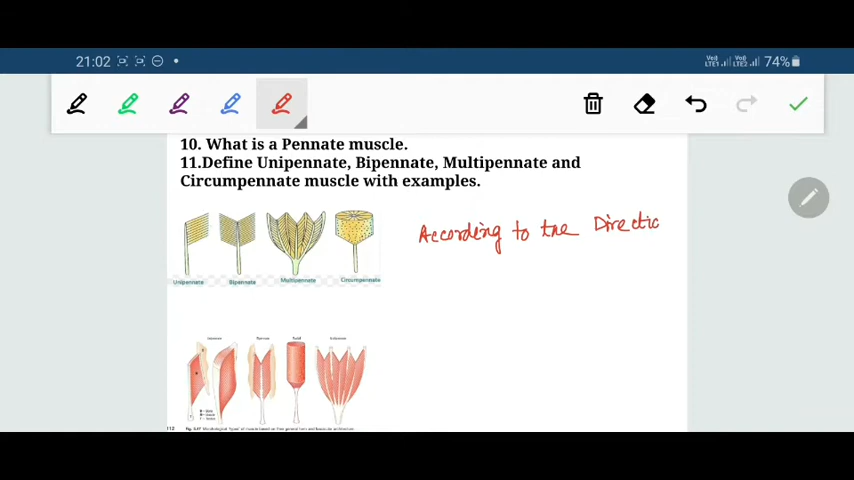 21:02
74%
10. What is a Pennate muscle.
11.Define Unipennate, Bipennate, Multipennate and
Circumpennate muscle with examples.
According to the Directio
Unipennate Bipennate Multipennate Circumpennate
112